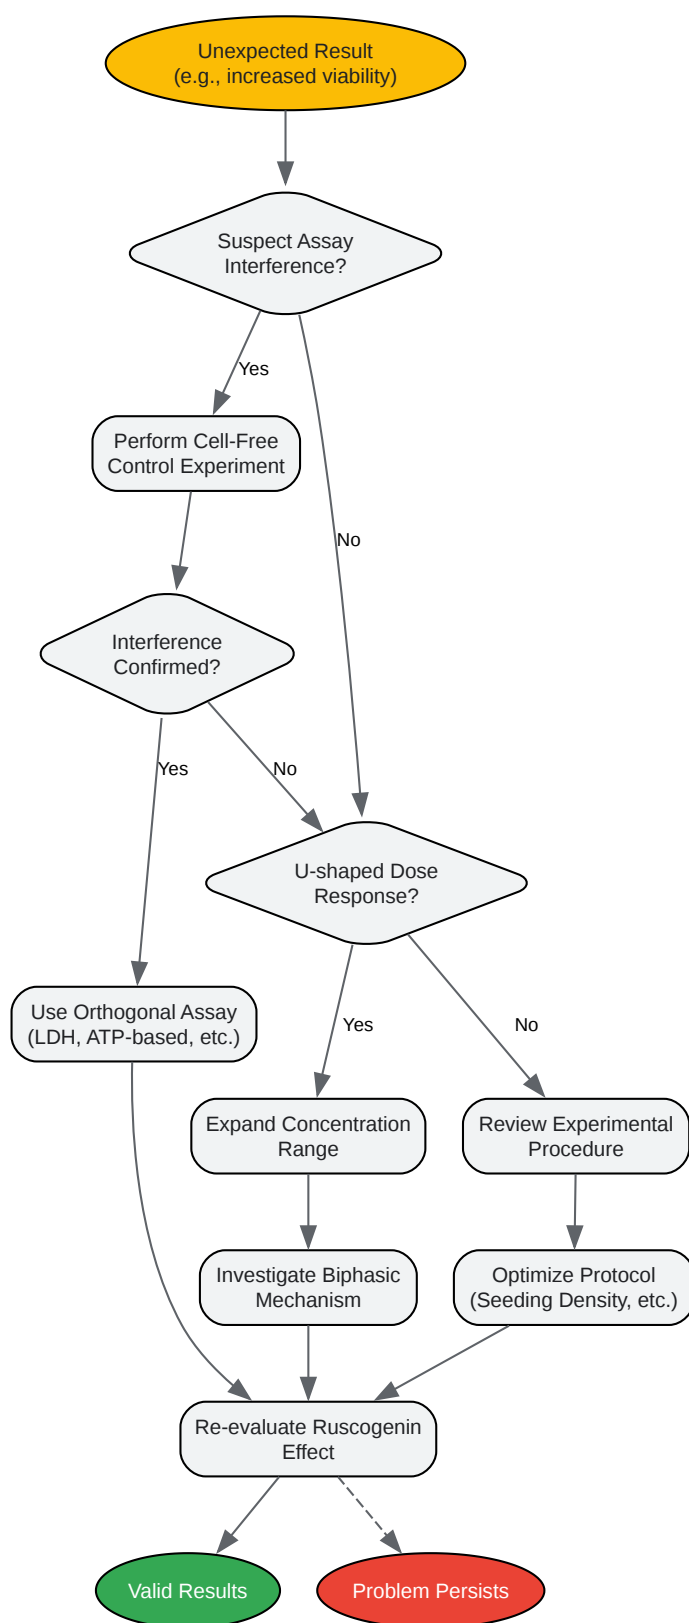 Unexpected Result
(e.g., increased viability)
Suspect Assay
Interference?
Yes
Perform Cell-Free
Control Experiment
No
Interference
Confirmed?
Yes
No
U-shaped Dose
Response?
Use Orthogonal Assay
(LDH, ATP-based, etc.)
Yes
No
Expand Concentration
Range
Review Experimental
Procedure
Investigate Biphasic
Mechanism
Optimize Protocol
(Seeding Density, etc.)
Re-evaluate Ruscogenin
Effect
Valid Results
Problem Persists